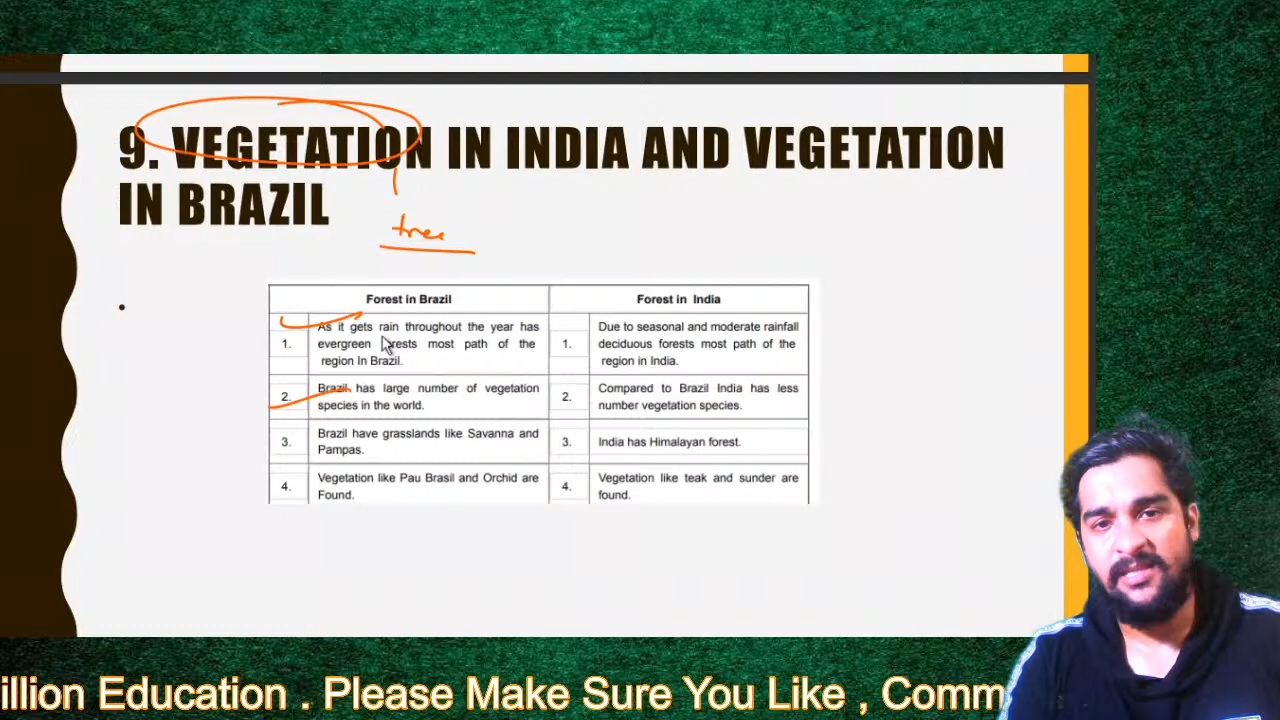 9. VEGETATION IN INDIA AND VEGETATION
IN BRAZIL
tree
Forest in Brazil
Forest in India
1.
As it gets rain throughout the year has
evergreen forests most path of the
region In Brazil.
1.
Due to seasonal and moderate rainfall
deciduous forests most path of the
region in India.
2.
Brazil has large number of vegetation
species in the world.
2.
Compared to Brazil India has less
number vegetation species.
3.
Brazil have grasslands like Savanna and
Pampas.
3.
India has Himalayan forest.
4.
Vegetation like Pau Brasil and Orchid are
Found.
4.
Vegetation like teak and sunder are
found.
illion Education . Please Make Sure You Like , Comm